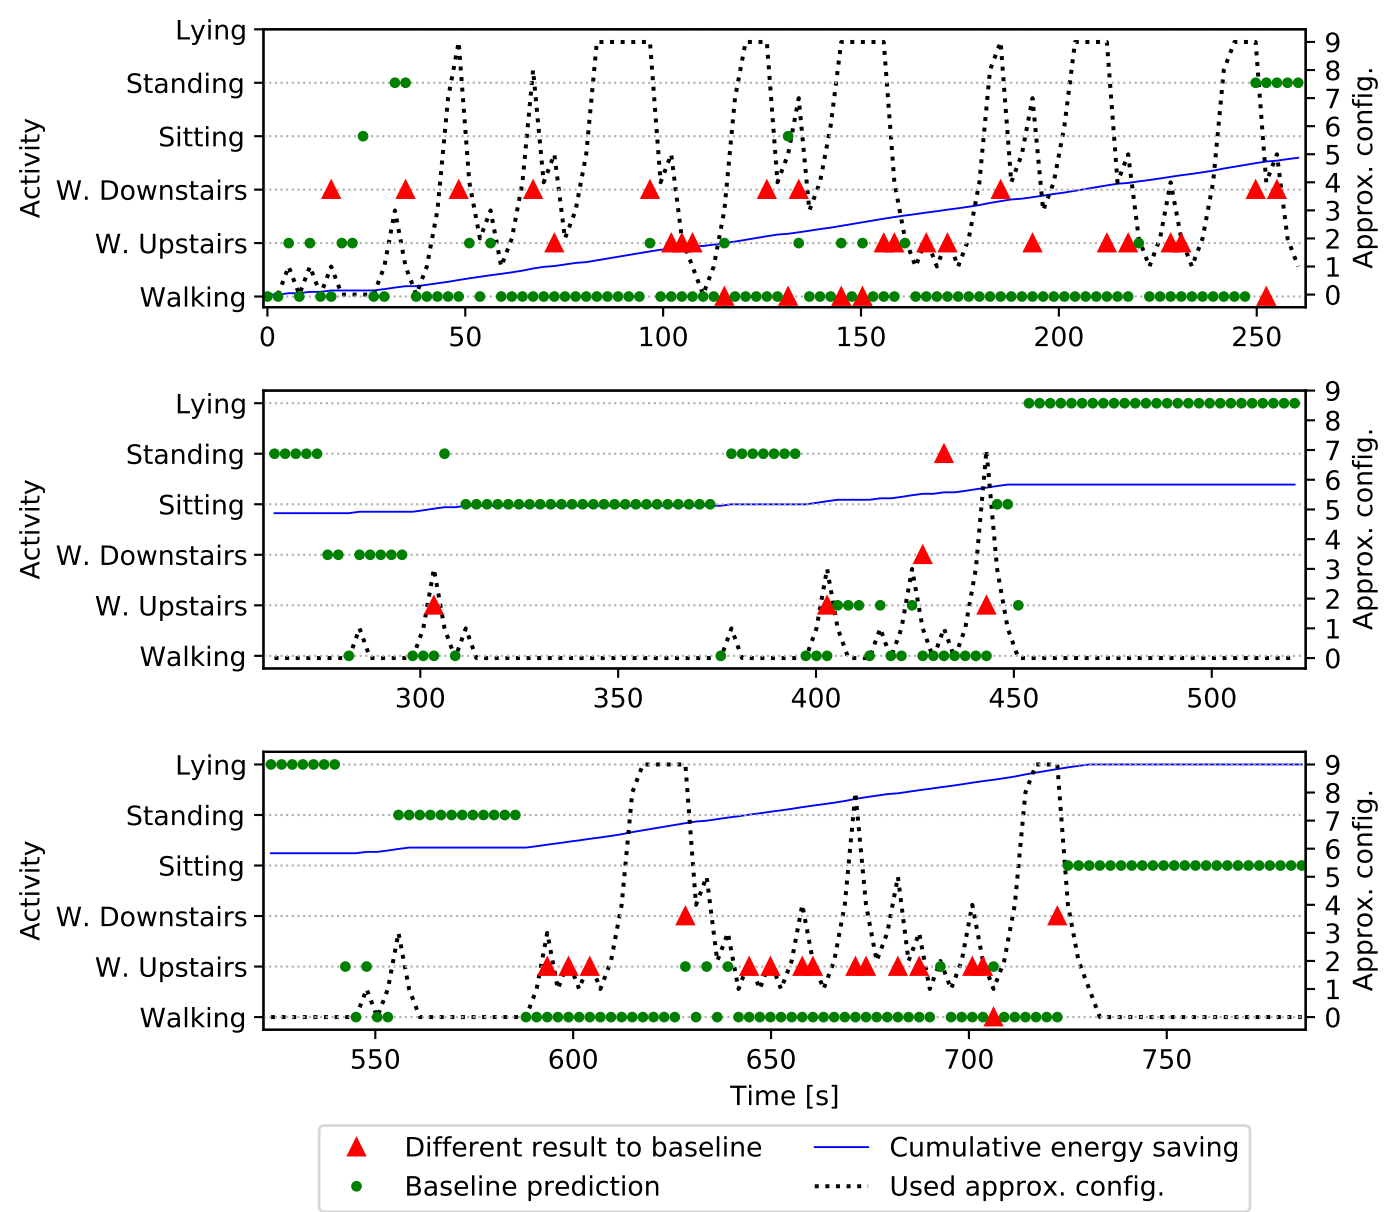 Lying
Standing
Sitting
W. Downstairs
W. Upstairs
Walking
Activity
9
8
7
6
5
4
3
2
1
0
Approx. config.
0 50 100 150 200 250
Lying
Standing
Sitting
W. Downstairs
W. Upstairs
Walking
Activity
9
8
7
6
5
4
3
2
1
0
Approx. config.
300 350 400 450 500
Lying
Standing
Sitting
W. Downstairs
W. Upstairs
Walking
Activity
9
8
7
6
5
4
3
2
1
0
Approx. config.
550 600 650 700 750
Time [s]
Different result to baseline
Baseline prediction
Cumulative energy saving
Used approx. config.